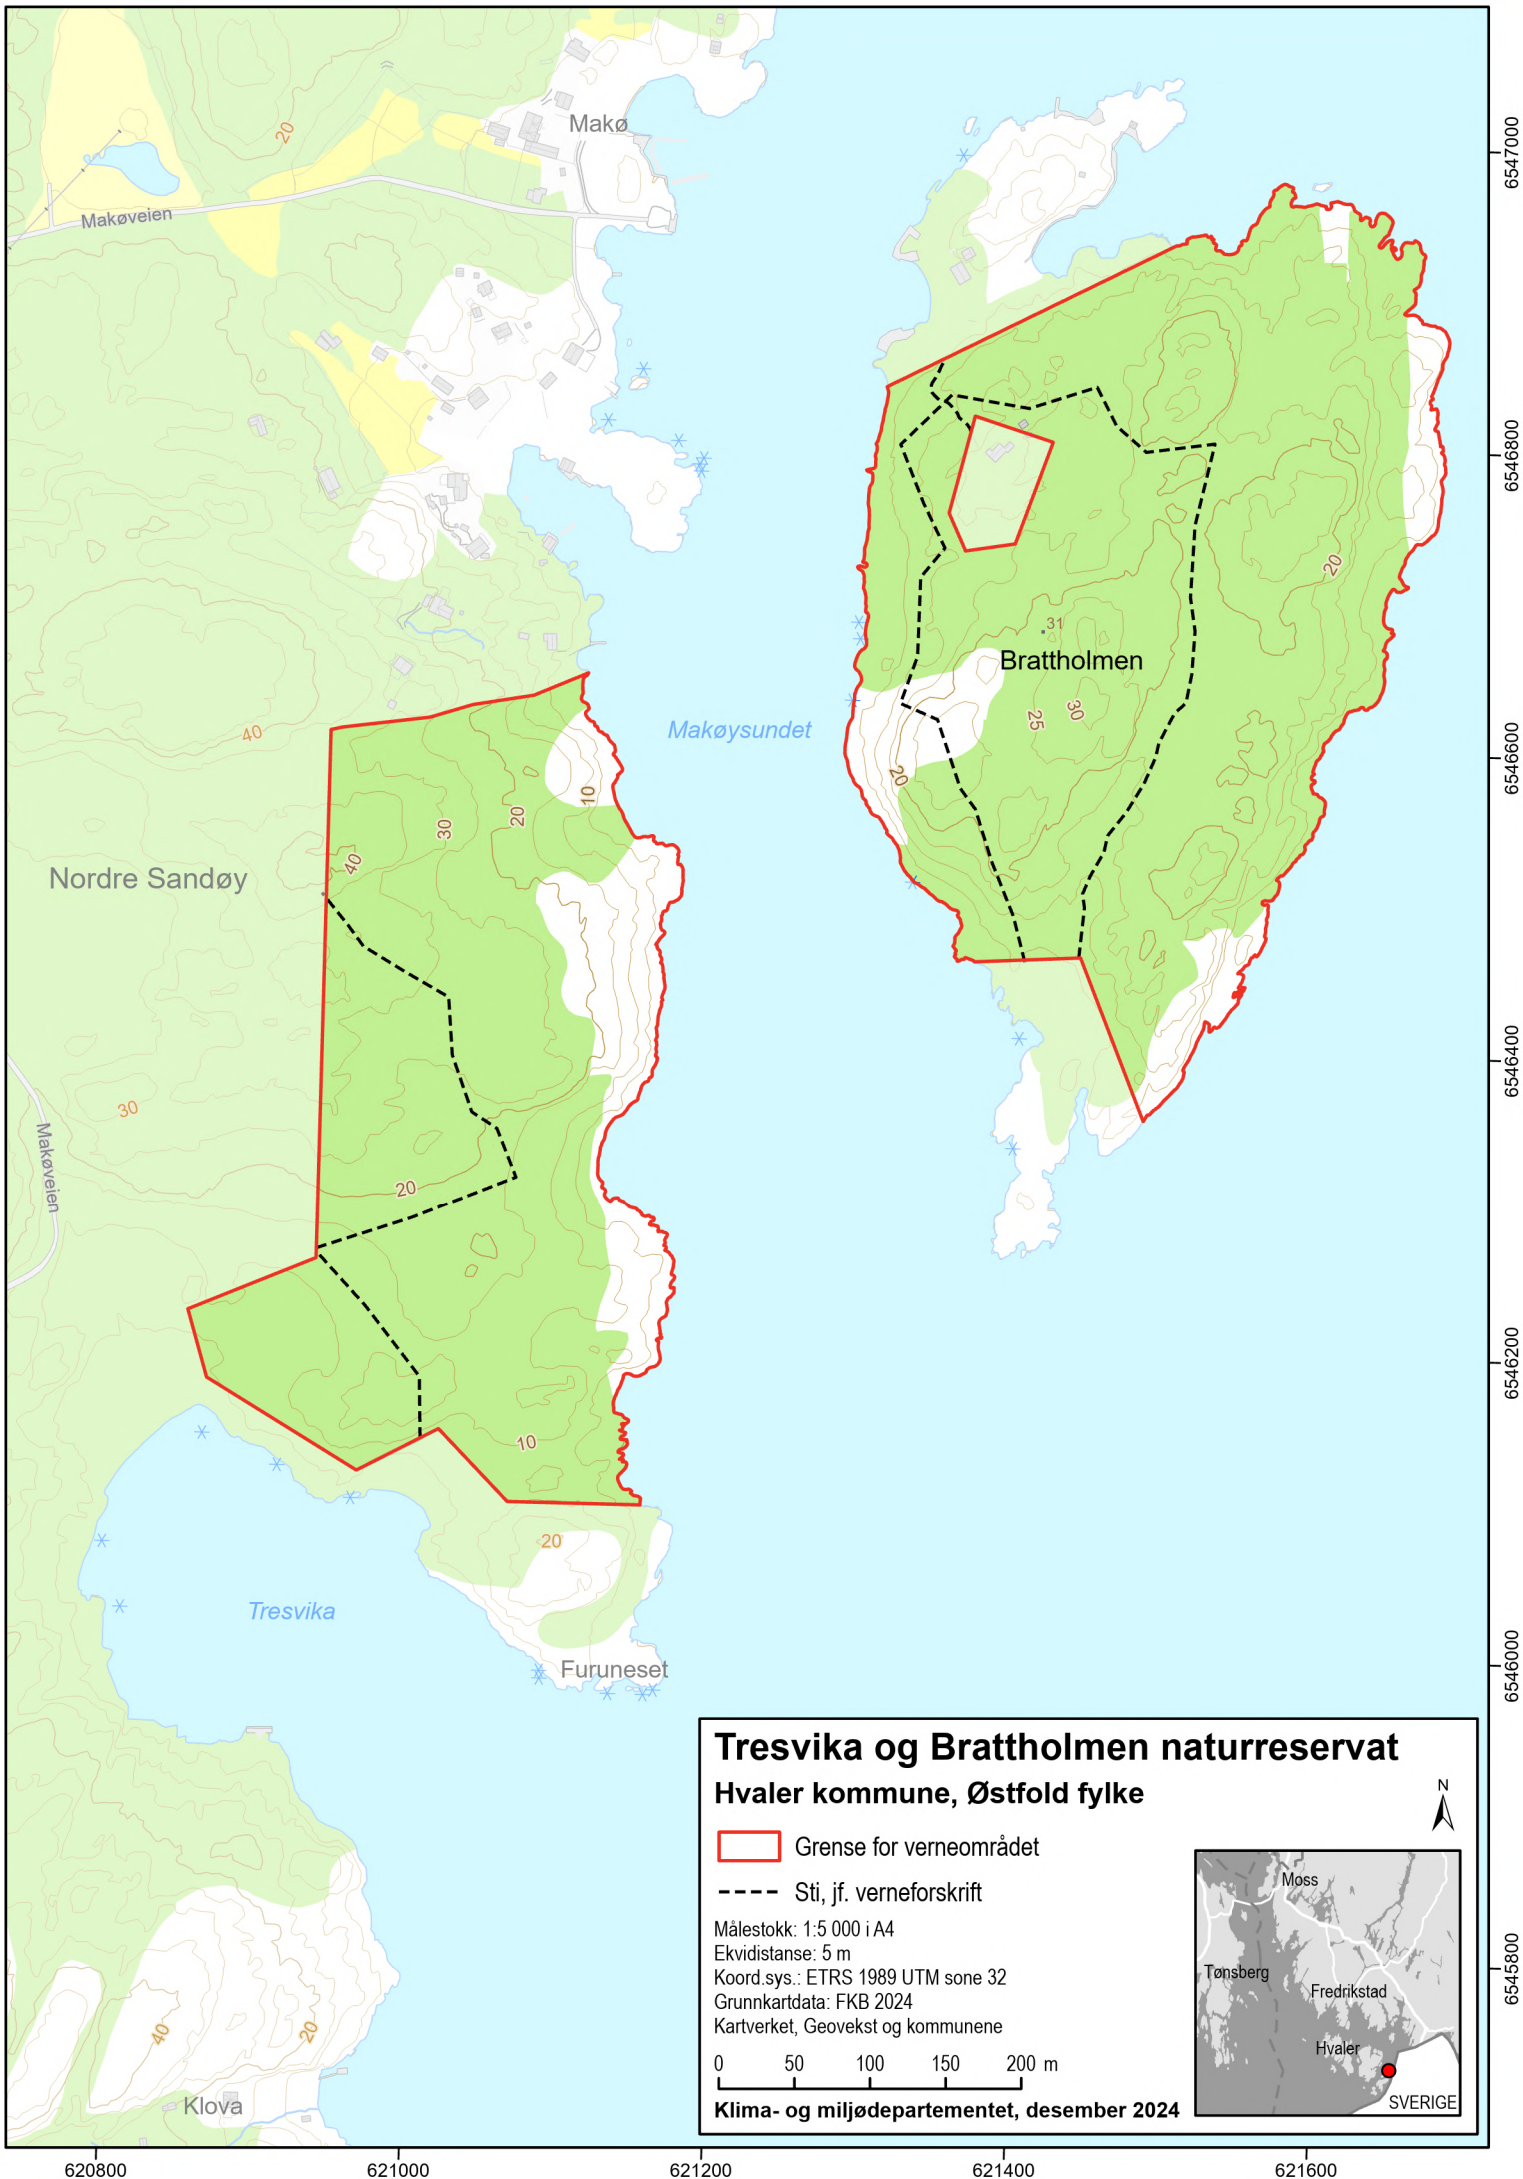 Makø
20
Makøveien
6547000
6546800
20
31
Brattholmen
Makøysundet
25
30
20
6546600
40
10
20
30
40
Nordre Sandøy
30
Makøveien
6546400
20
6546200
10
20
Tresvika
Furuneset
6546000
Tresvika og Brattholmen naturreservat
Hvaler kommune, Østfold fylke
N
Grense for verneområdet
Sti, jf. verneforskrift
Målestokk: 1:5 000 i A4
Ekvidistanse: 5 m
Koord.sys.: ETRS 1989 UTM sone 32
Grunnkartdata: FKB 2024
Kartverket, Geovekst og kommunene
0 50 100 150 200 m
Klima- og miljødepartementet, desember 2024
Moss
Tønsberg
Fredrikstad
Hvaler
SVERIGE
6545800
40
20
Klova
620800 621000 621200 621400 621600